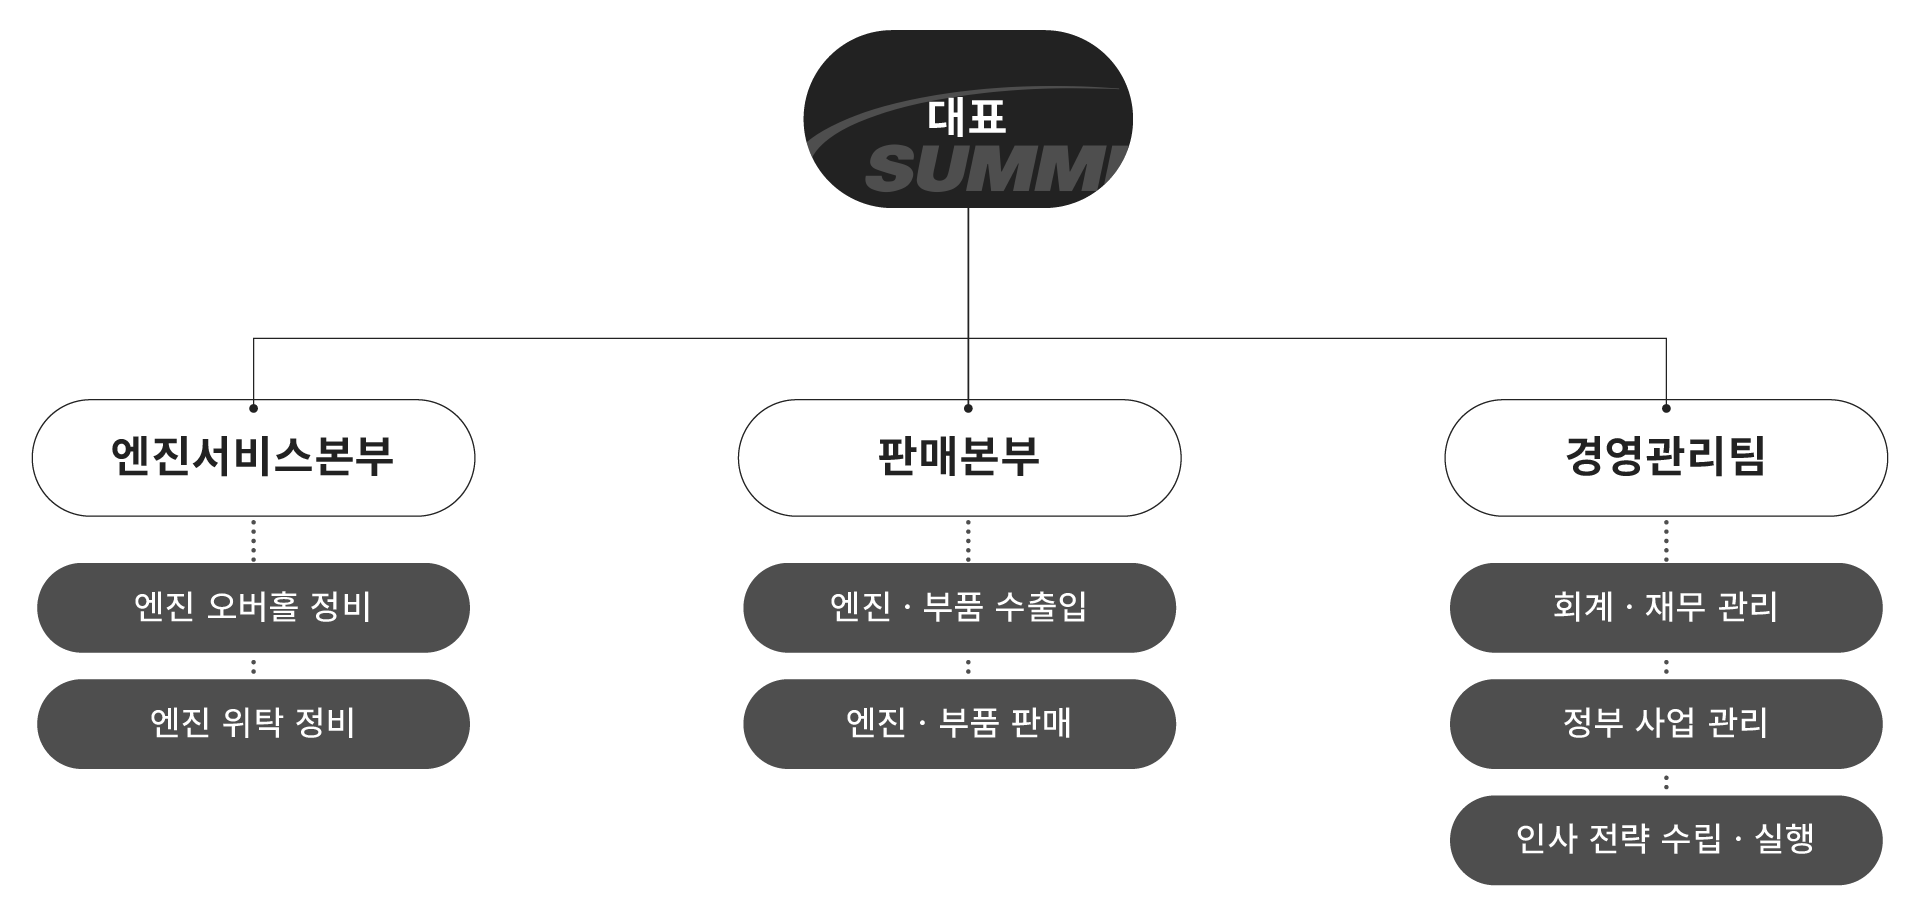 대표
SUMMI
엔진서비스본부
판매본부
경영관리팀
엔진 오버홀 정비
엔진 · 부품 수출입
회계 · 재무 관리
엔진 위탁 정비
엔진 · 부품 판매
정부 사업 관리
인사 전략 수립 · 실행